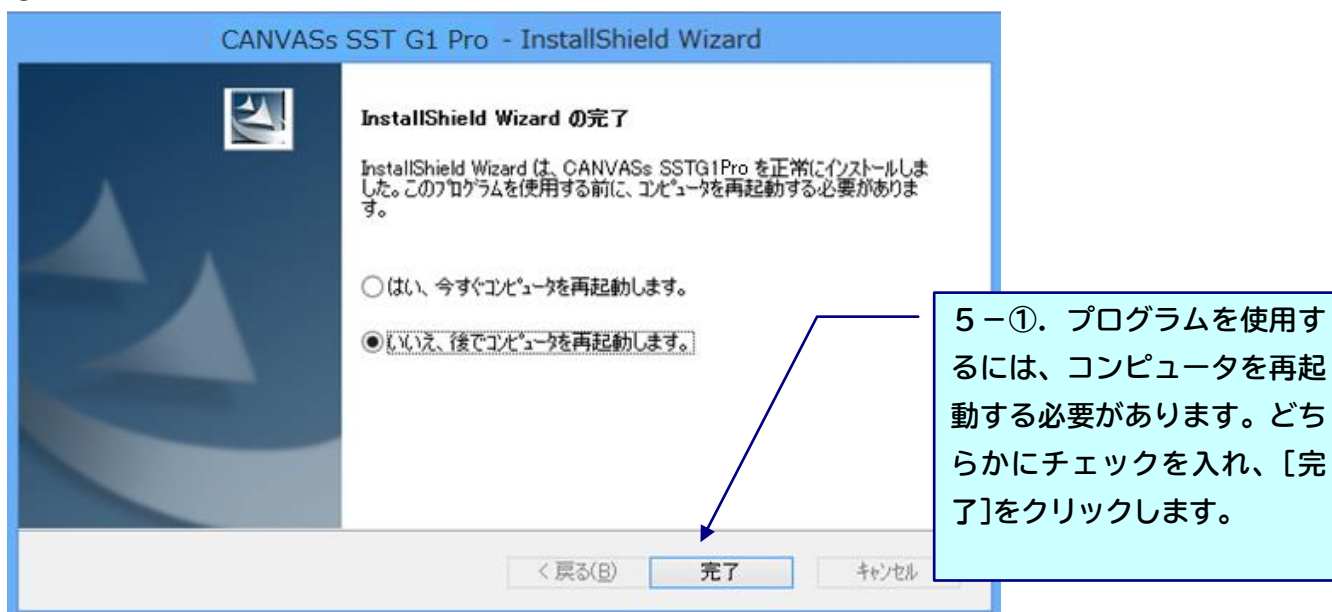 CANVASs SST G1 Pro - InstallShield Wizard
InstallShield Wizard の完了
InstallShield Wizard は、CANVASs SSTG1Pro を正常にインストールしま
した。このプログラムを使用する前に、コンピュータを再起動する必要がありま
す。
はい、今すぐコンピュータを再起動します。
いいえ、後でコンピュータを再起動します。
５－①．プログラムを使用す
るには、コンピュータを再起
動する必要があります。どち
らかにチェックを入れ、[完
了]をクリックします。
< 戻る(B)
完了
キャンセル